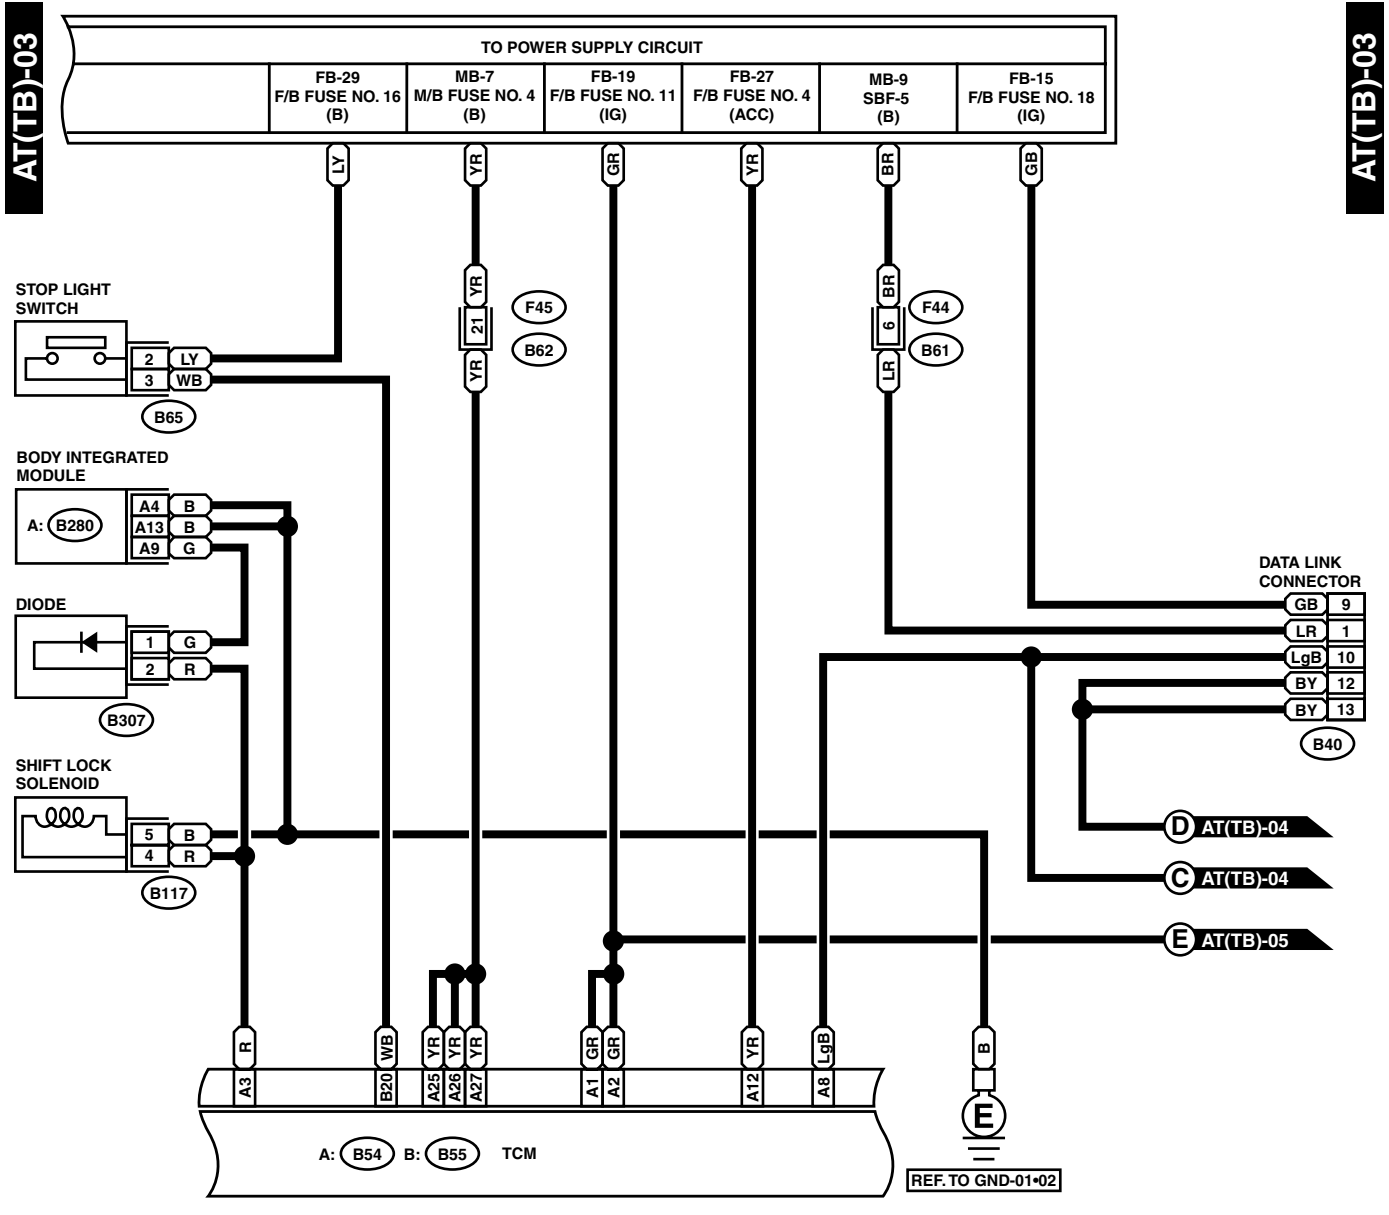 AT(TB)-03
AT(TB)-03
TO POWER SUPPLY CIRCUIT
FB-29
F/B FUSE NO. 16
(B)
MB-7
M/B FUSE NO. 4
(B)
FB-19
F/B FUSE NO. 11
(IG)
FB-27
F/B FUSE NO. 4
(ACC)
MB-9
SBF-5
(B)
FB-15
F/B FUSE NO. 18
(IG)
LY
YR
GR
YR
BR
GB
YR
21
YR
F45
B62
BR
6
LR
F44
B61
STOP LIGHT
SWITCH
2 LY
3 WB
B65
BODY INTEGRATED
MODULE
A: B280
A4 B
A13 B
A9 G
DIODE
1 G
2 R
B307
SHIFT LOCK
SOLENOID
5 B
4 R
B117
DATA LINK
CONNECTOR
GB 9
LR 1
LgB 10
BY 12
BY 13
B40
D AT(TB)-04
C AT(TB)-04
E AT(TB)-05
R
WB
YR
YR
YR
GR
GR
YR
LgB
B
A3
B20
A25
A26
A27
A1
A2
A12
A8
E
A: B54 B: B55 TCM
REF. TO GND-01•02